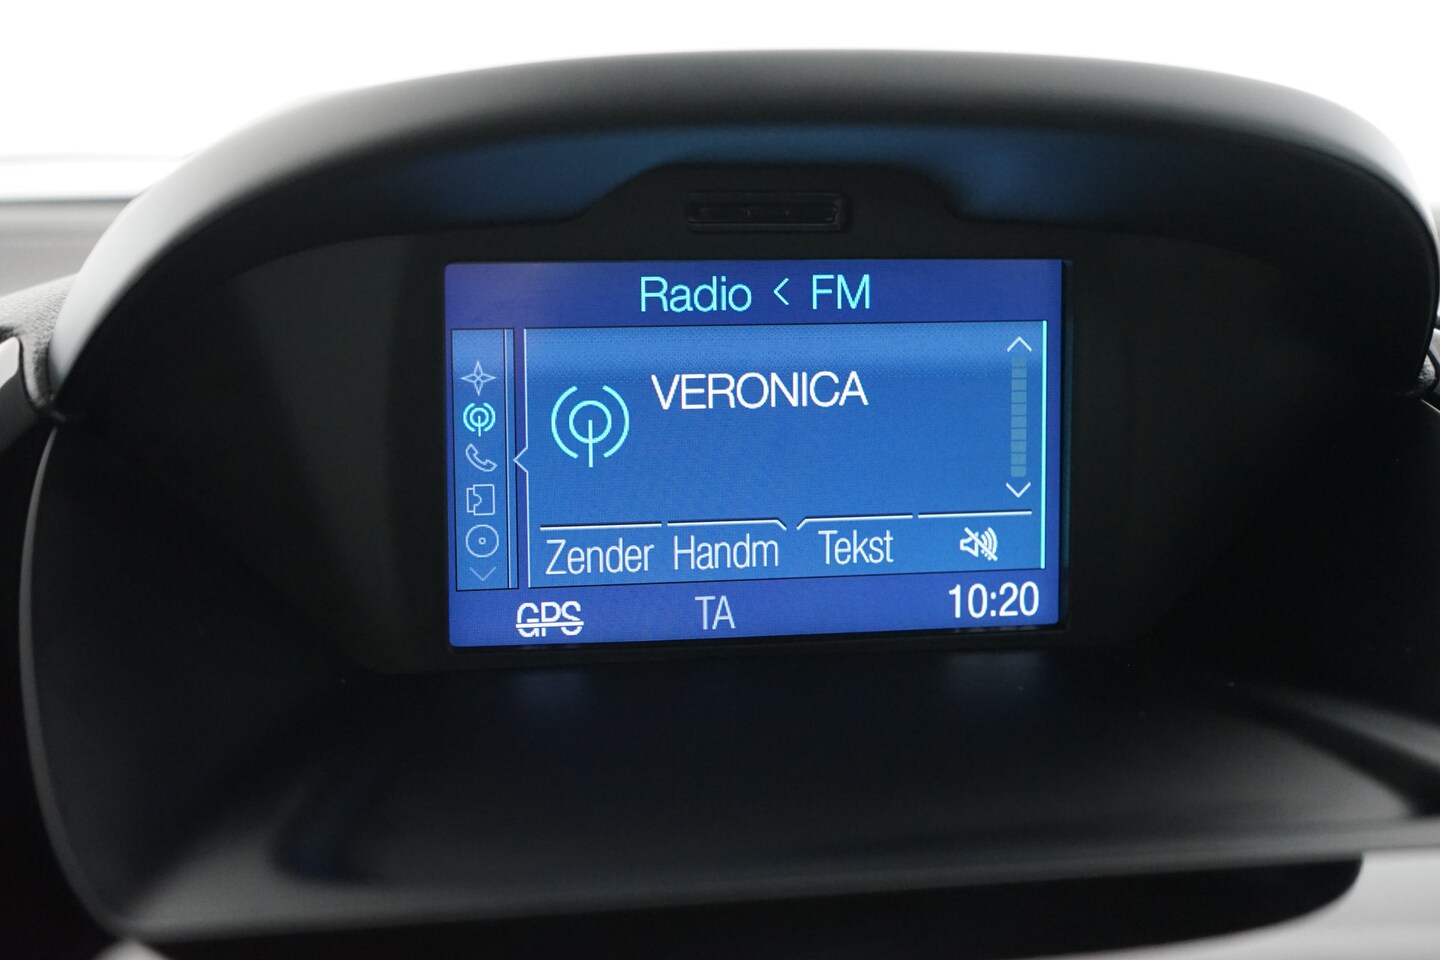 Radio < FM
VERONICA
Zender Handm Tekst
GPS TA 10:20